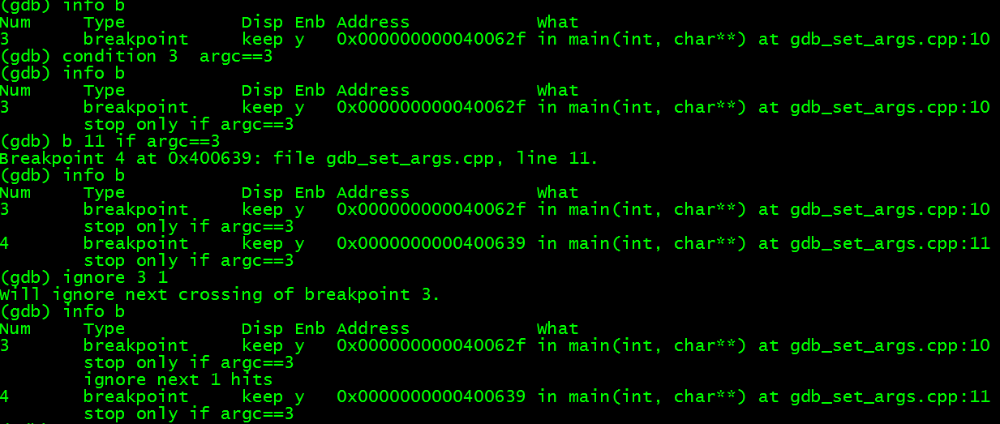 (gdb) info b
Num     Type           Disp Enb Address            What
3       breakpoint     keep y   0x000000000040062f in main(int, char**) at gdb_set_args.cpp:10
(gdb) condition 3  argc==3
(gdb) info b
Num     Type           Disp Enb Address            What
3       breakpoint     keep y   0x000000000040062f in main(int, char**) at gdb_set_args.cpp:10
        stop only if argc==3
(gdb) b 11 if argc==3
Breakpoint 4 at 0x400639: file gdb_set_args.cpp, line 11.
(gdb) info b
Num     Type           Disp Enb Address            What
3       breakpoint     keep y   0x000000000040062f in main(int, char**) at gdb_set_args.cpp:10
        stop only if argc==3
4       breakpoint     keep y   0x0000000000400639 in main(int, char**) at gdb_set_args.cpp:11
        stop only if argc==3
(gdb) ignore 3 1
Will ignore next crossing of breakpoint 3.
(gdb) info b
Num     Type           Disp Enb Address            What
3       breakpoint     keep y   0x000000000040062f in main(int, char**) at gdb_set_args.cpp:10
        stop only if argc==3
        ignore next 1 hits
4       breakpoint     keep y   0x0000000000400639 in main(int, char**) at gdb_set_args.cpp:11
        stop only if argc==3